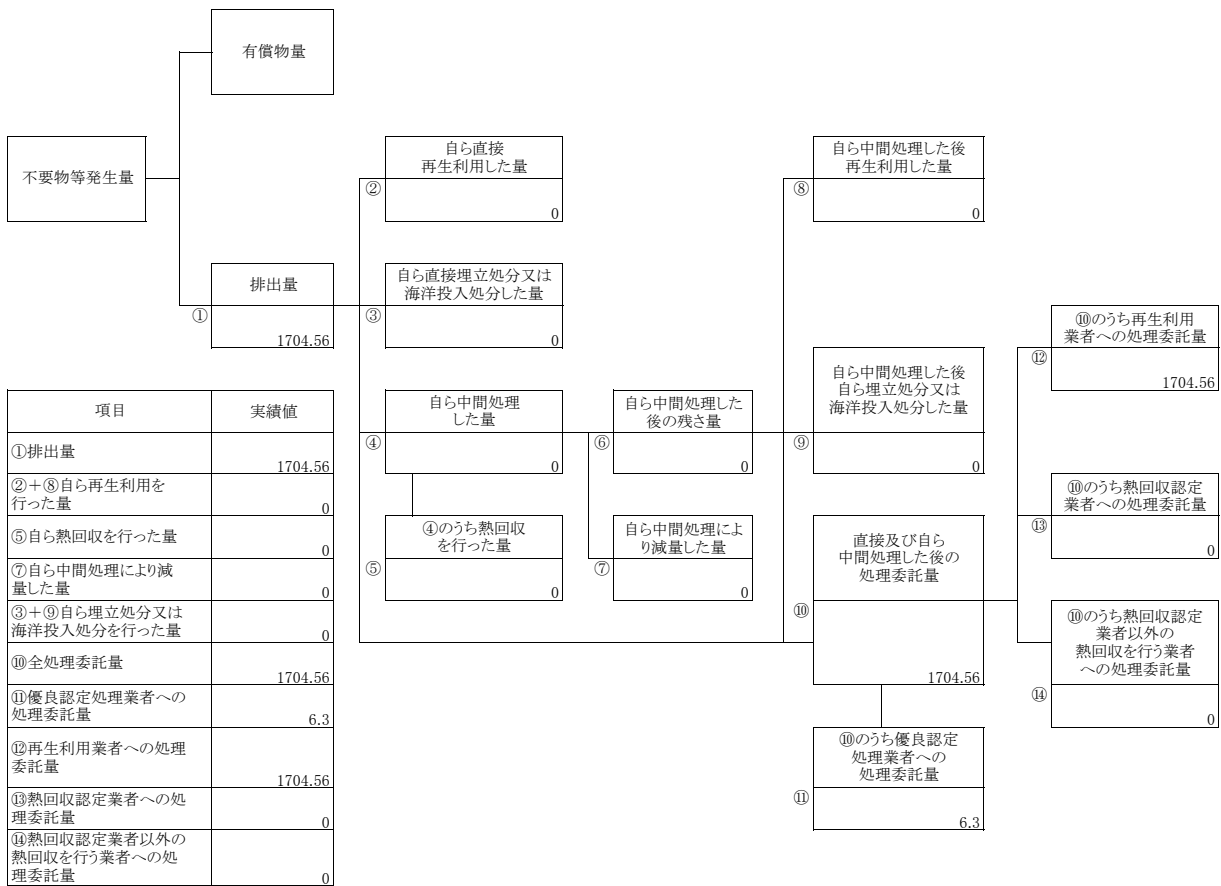 有償物量
不要物等発生量
排出量
①
1704.56
自ら直接
再生利用した量
②
0
自ら直接埋立処分又は
海洋投入処分した量
③
0
自ら中間処理
した量
④
0
④のうち熱回収
を行った量
⑤
0
自ら中間処理した
後の残さ量
⑥
0
自ら中間処理によ
り減量した量
⑦
0
自ら中間処理した後
再生利用した量
⑧
0
自ら中間処理した後
自ら埋立処分又は
海洋投入処分した量
⑨
0
直接及び自ら
中間処理した後の
処理委託量
⑩
1704.56
⑩のうち優良認定
処理業者への
処理委託量
⑪
6.3
⑩のうち再生利用
業者への処理委託量
⑫
1704.56
⑩のうち熱回収認定
業者への処理委託量
⑬
0
⑩のうち熱回収認定
業者以外の
熱回収を行う業者
への処理委託量
⑭
0
項目 実績値
①排出量
1704.56
②＋⑧自ら再生利用を
行った量
0
⑤自ら熱回収を行った量
0
⑦自ら中間処理により減
量した量
0
③＋⑨自ら埋立処分又は
海洋投入処分を行った量
0
⑩全処理委託量
1704.56
⑪優良認定処理業者への
処理委託量
6.3
⑫再生利用業者への処理
委託量
1704.56
⑬熱回収認定業者への処
理委託量
0
⑭熱回収認定業者以外の
熱回収を行う業者への処
理委託量
0